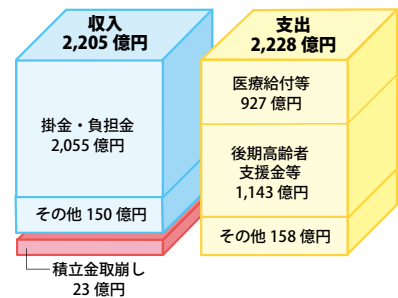 収入
2,205 億円
掛金・負担金
2,055 億円
その他 150 億円
積立金取崩し
23 億円
支出
2,228 億円
医療給付等
927 億円
後期高齢者
支援金等
1,143 億円
その他 158 億円